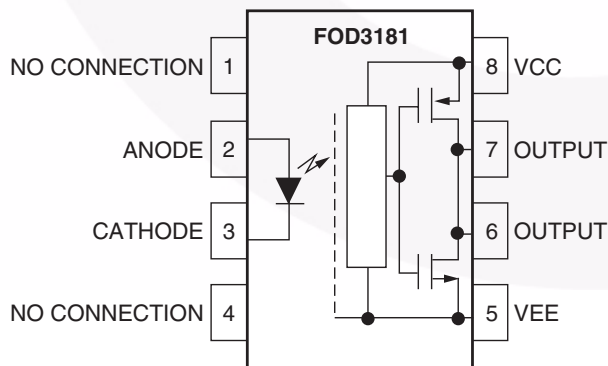 FOD3181
NO CONNECTION 1
8 VCC
ANODE 2
7 OUTPUT
CATHODE 3
6 OUTPUT
NO CONNECTION 4
5 VEE